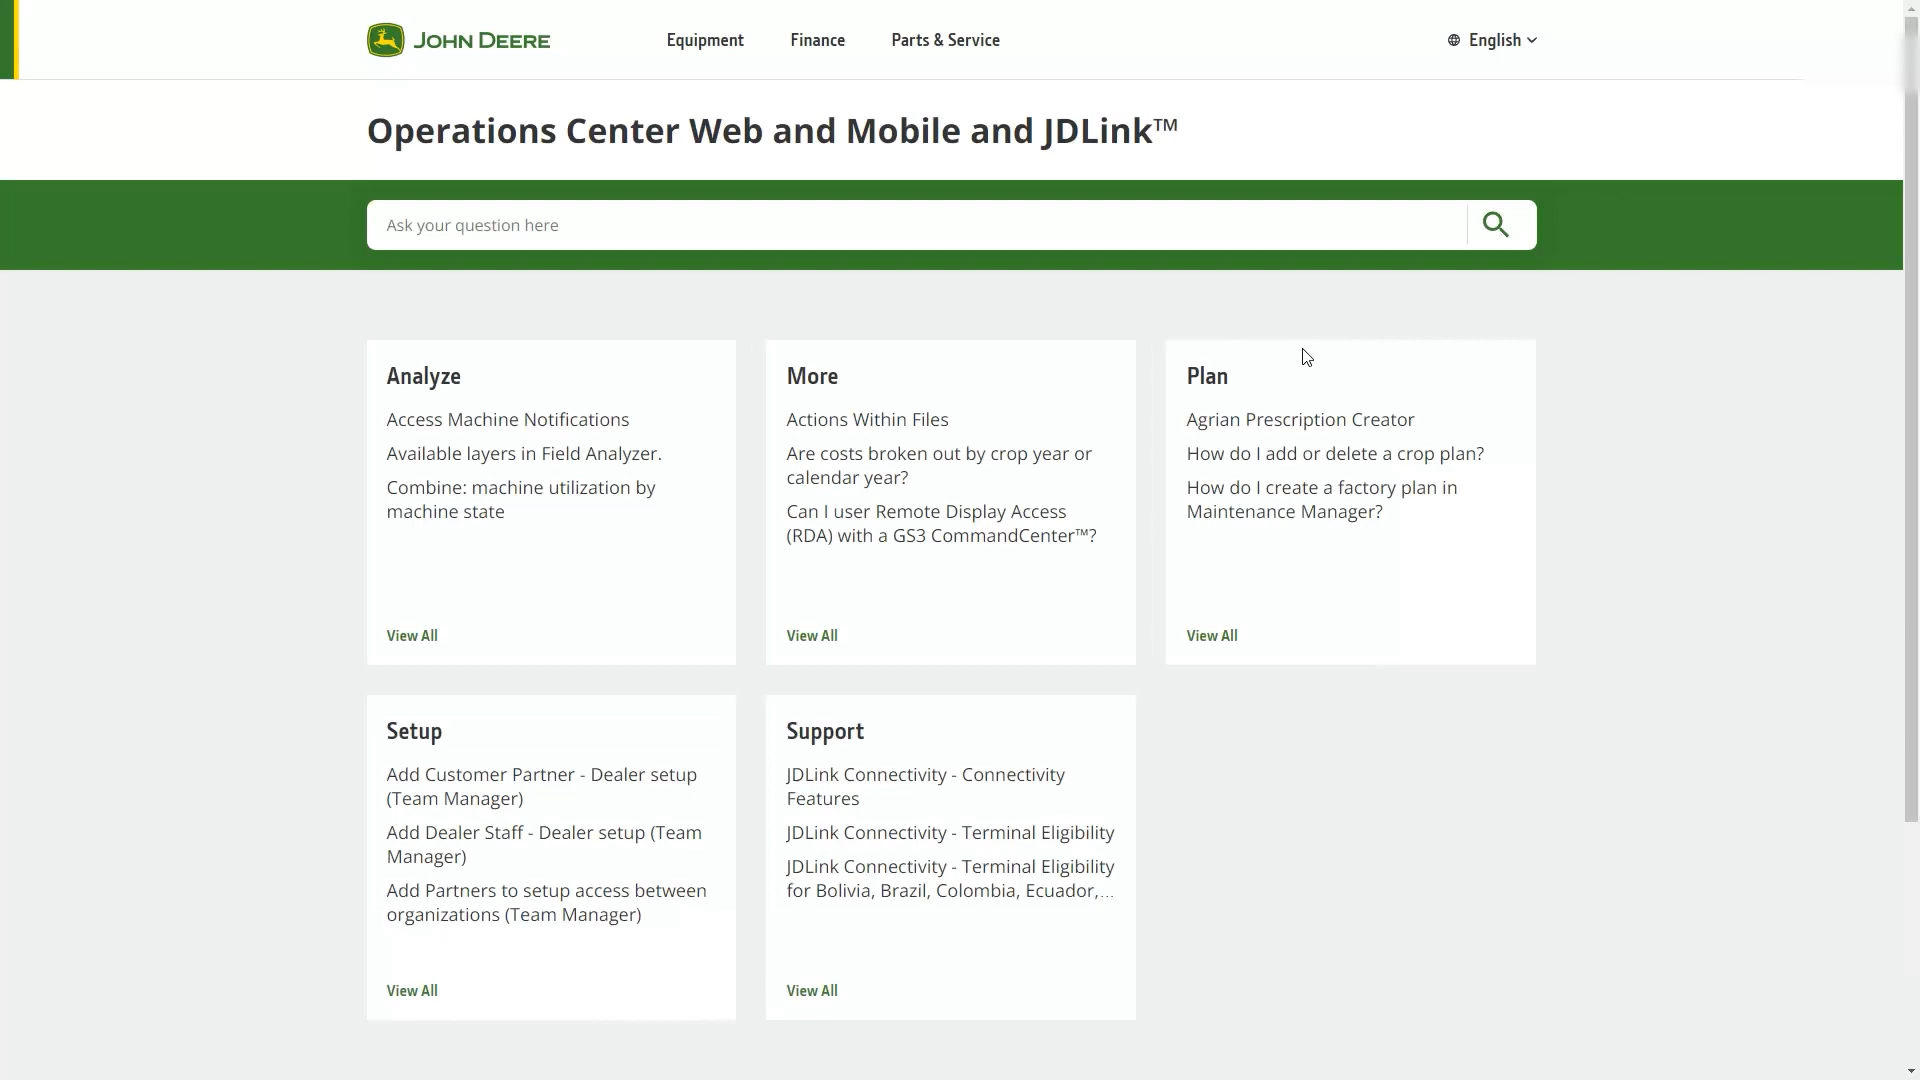 JOHN DEERE
Equipment
Finance
Parts & Service
English
Operations Center Web and Mobile and JDLink™
Ask your question here
Analyze
Access Machine Notifications
Available layers in Field Analyzer.
Combine: machine utilization by
machine state
View All
More
Actions Within Files
Are costs broken out by crop year or
calendar year?
Can I user Remote Display Access
(RDA) with a GS3 CommandCenter™?
View All
Plan
Agrian Prescription Creator
How do I add or delete a crop plan?
How do I create a factory plan in
Maintenance Manager?
View All
Setup
Add Customer Partner - Dealer setup
(Team Manager)
Add Dealer Staff - Dealer setup (Team
Manager)
Add Partners to setup access between
organizations (Team Manager)
View All
Support
JDLink Connectivity - Connectivity
Features
JDLink Connectivity - Terminal Eligibility
JDLink Connectivity - Terminal Eligibility
for Bolivia, Brazil, Colombia, Ecuador,...
View All